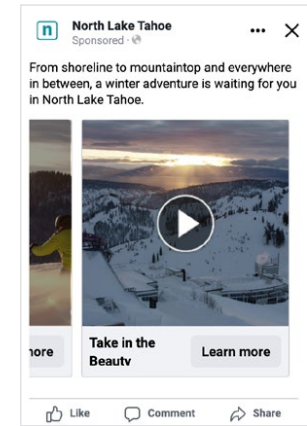 n
North Lake Tahoe
Sponsored ·
From shoreline to mountaintop and everywhere
in between, a winter adventure is waiting for you
in North Lake Tahoe.
ore
Take in the
Beauty
Learn more
Like
Comment
Share